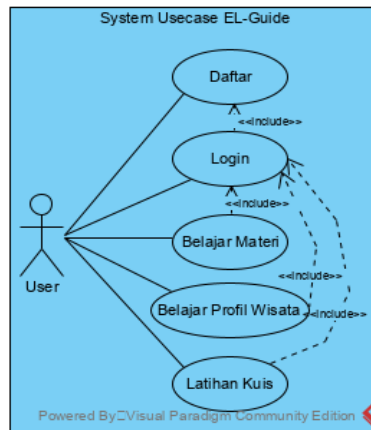 System Usecase EL-Guide
Daftar
<<Include>>
Login
<<Include>>
Belajar Materi
User
<<Include>>
Belajar Profil Wisata
<<Include>>
Latihan Kuis
Powered By Visual Paradigm Community Edition